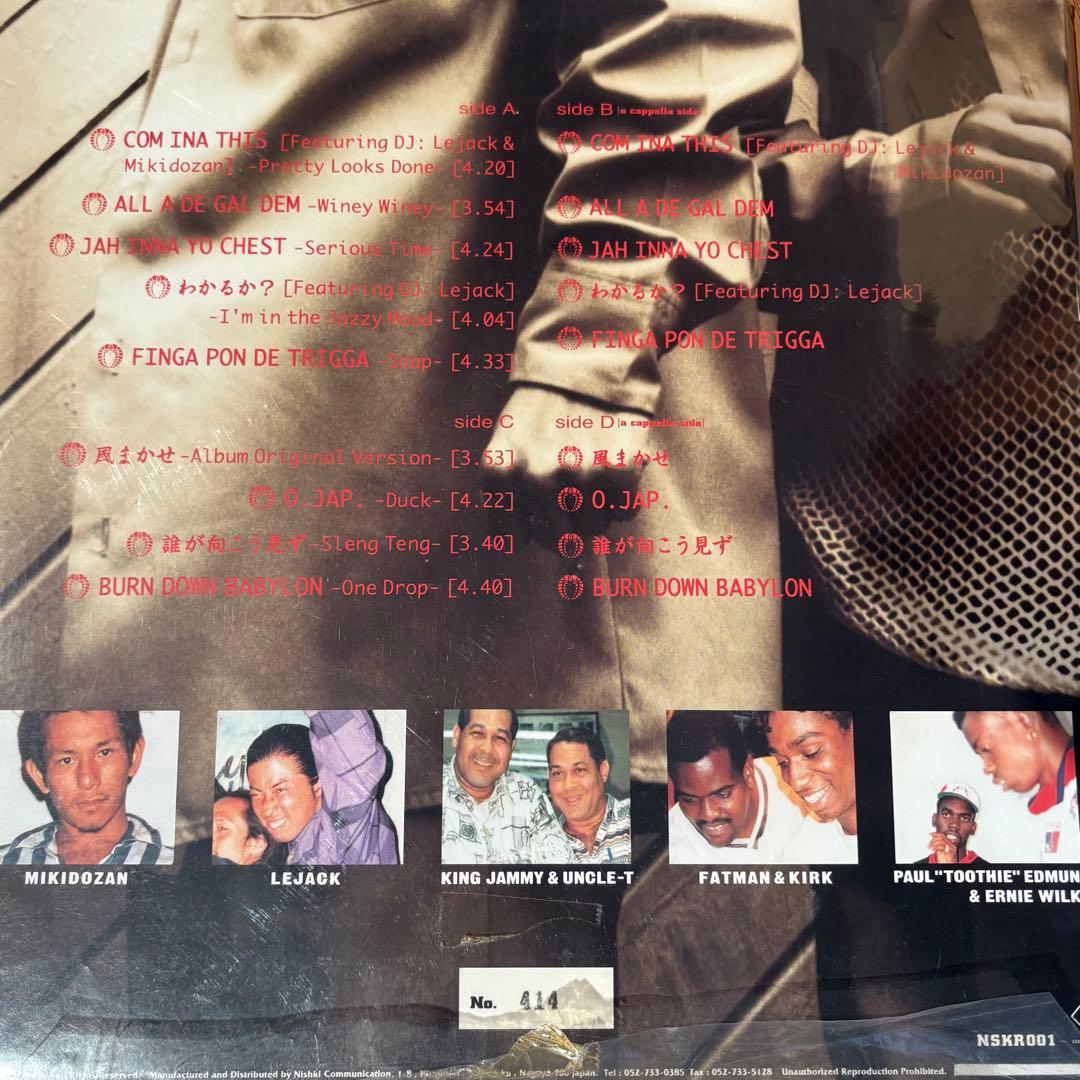 side A
COM INA THIS [Featuring DJ: Lejack &
Mikidozan] -Pretty Looks Done- [4.20]
ALL A DE GAL DEM -Winey Winey- [3.54]
JAH INNA YO CHEST -Serious Time- [4.24]
わかるか? [Featuring DJ: Lejack]
-I'm in the Jazzy Mood- [4.04]
FINGA PON DE TRIGGA -Soap- [4.33]
side B [a cappella side]
COM INA THIS [Featuring DJ: Lejack &
Mikidozan]
ALL A DE GAL DEM
JAH INNA YO CHEST
わかるか? [Featuring DJ: Lejack]
FINGA PON DE TRIGGA
side C
風まかせ -Album Original Version- [3.53]
O.JAP. -Duck- [4.22]
誰が向こう見ず -Sleng Teng- [3.40]
BURN DOWN BABYLON -One Drop- [4.40]
side D [a cappella side]
風まかせ
O.JAP.
誰が向こう見ず
BURN DOWN BABYLON
MIKIDOZAN
LEJACK
KING JAMMY & UNCLE-T
FATMAN & KIRK
PAUL "TOOTHIE" EDMUN
& ERNIE WILK
No. 414
NSKR001
Reserved. Manufactured and Distributed by Nishki Communication, 1-8, Japan. Tel : 052-733-0385 Fax : 052-733-5128 Unauthorized Reproduction Prohibited.